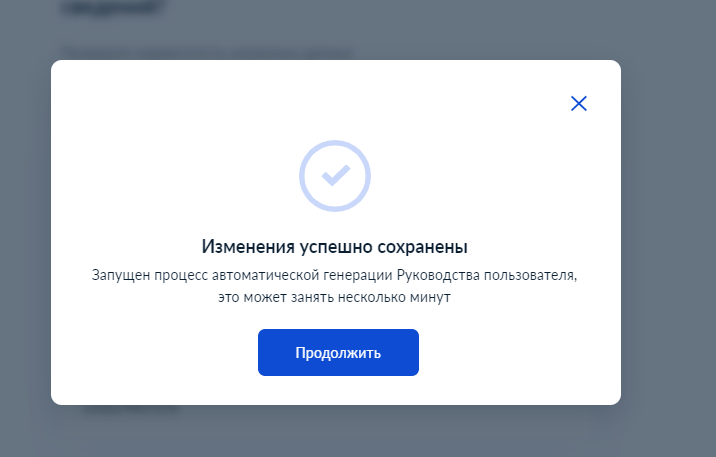 Изменения успешно сохранены
Запущен процесс автоматической генерации Руководства пользователя,
это может занять несколько минут
Продолжить